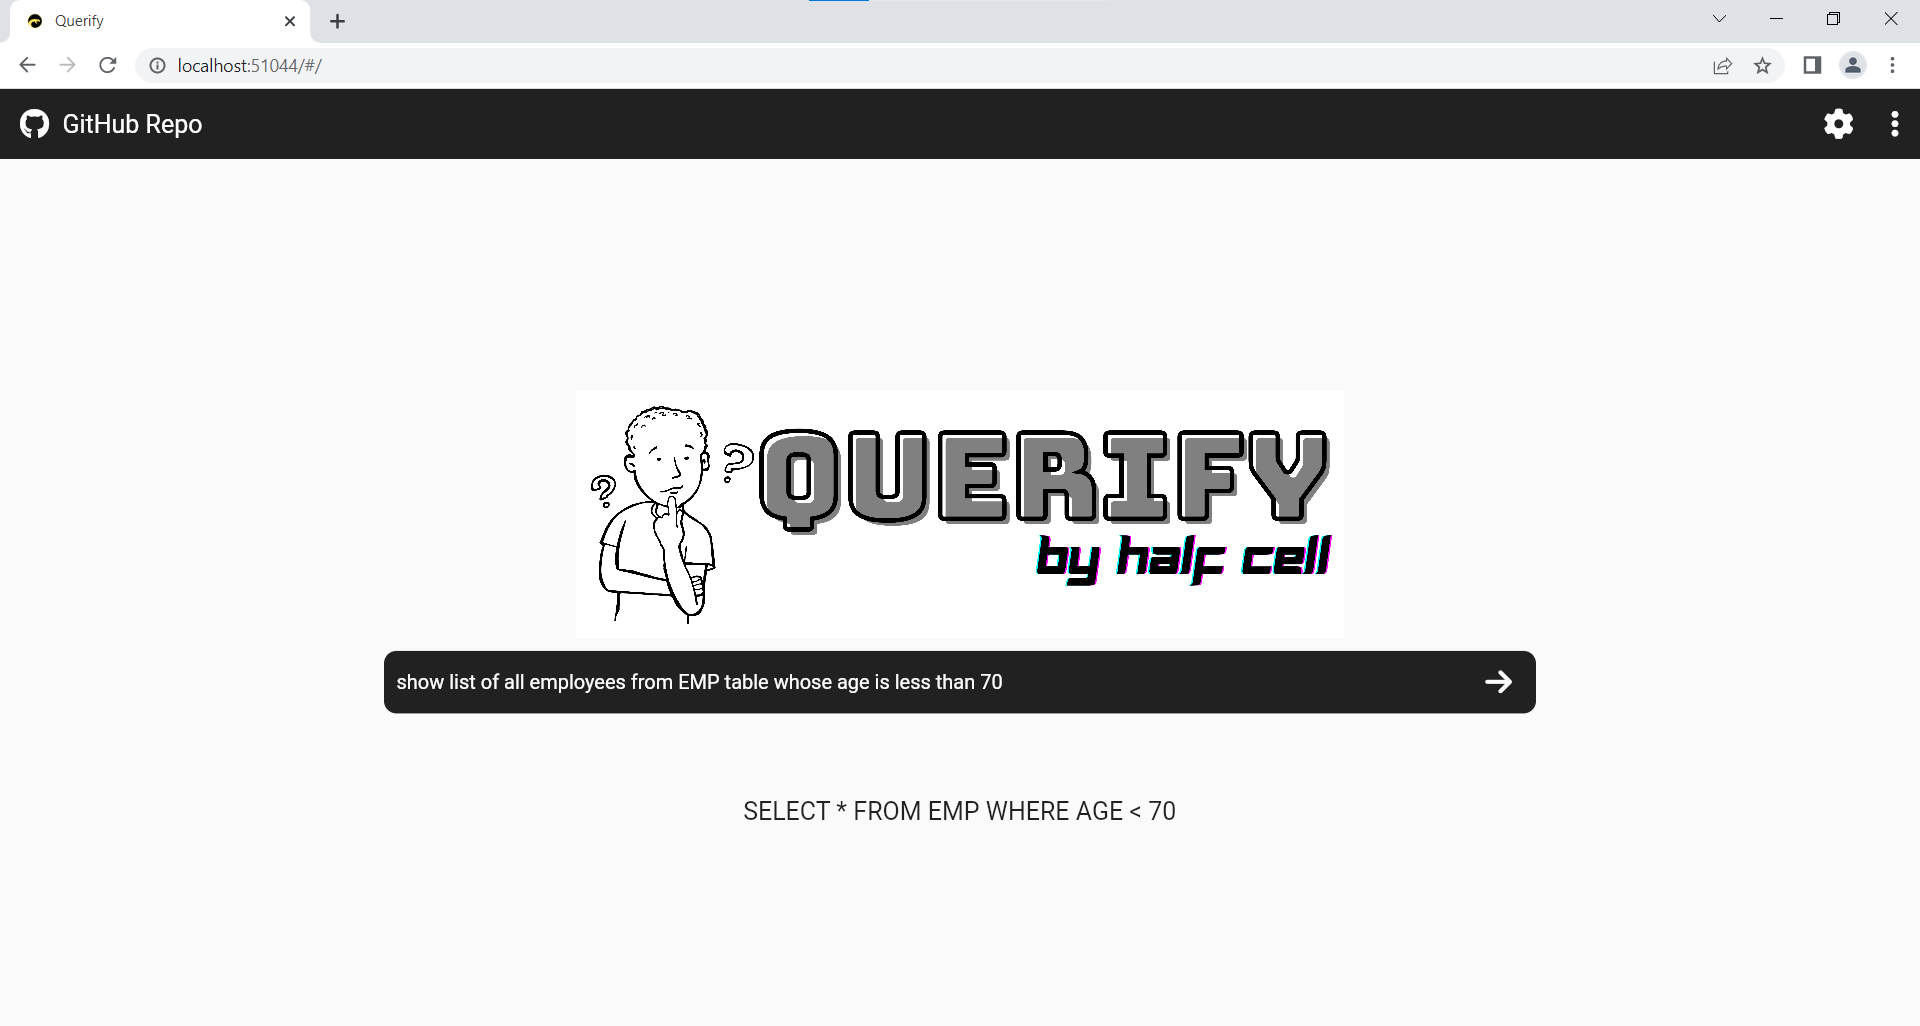 Querify
localhost:51044/#/
GitHub Repo
? ? QUERIFY
by half cell
show list of all employees from EMP table whose age is less than 70
SELECT * FROM EMP WHERE AGE < 70